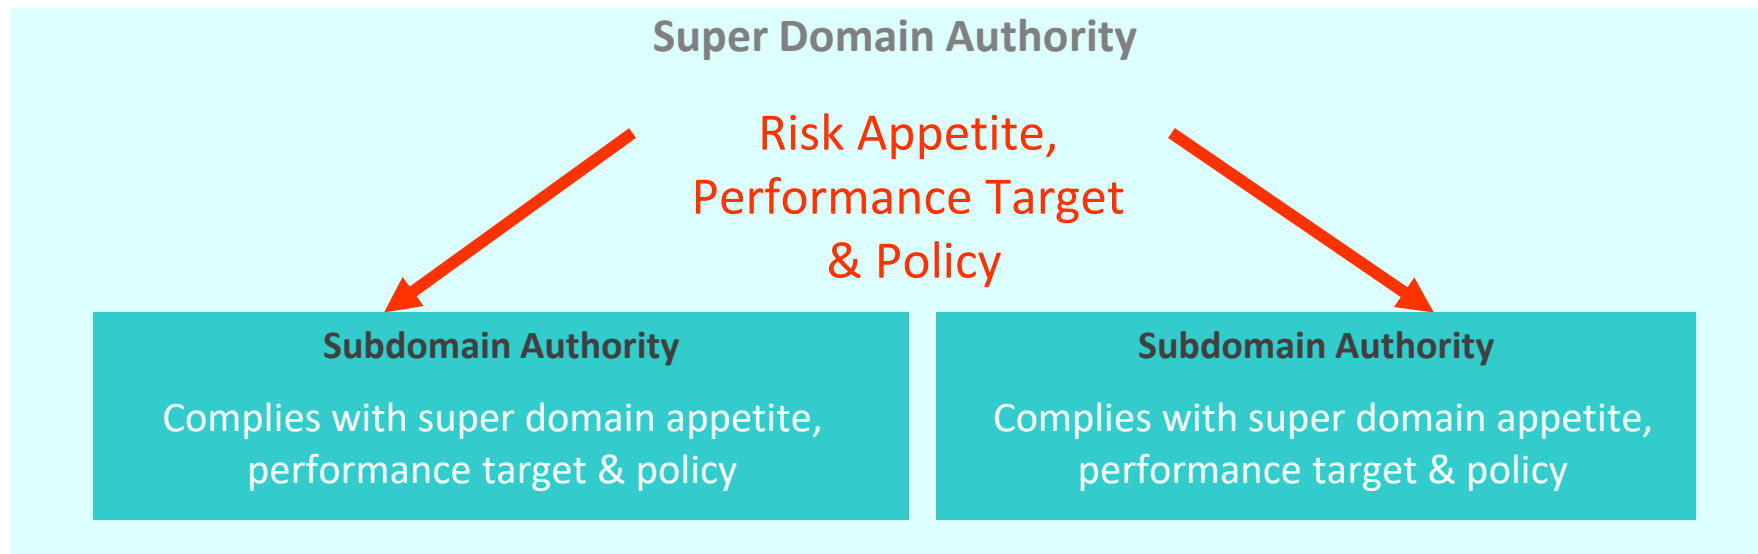 Super Domain Authority
Risk Appetite,
Performance Target
& Policy
Subdomain Authority
Complies with super domain appetite,
performance target & policy
Subdomain Authority
Complies with super domain appetite,
performance target & policy